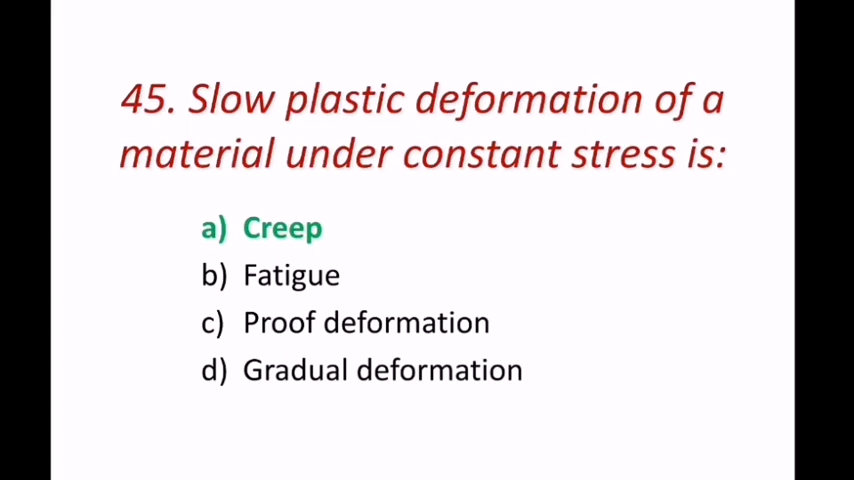 45. Slow plastic deformation of a
material under constant stress is:
a) Creep
b) Fatigue
c) Proof deformation
d) Gradual deformation